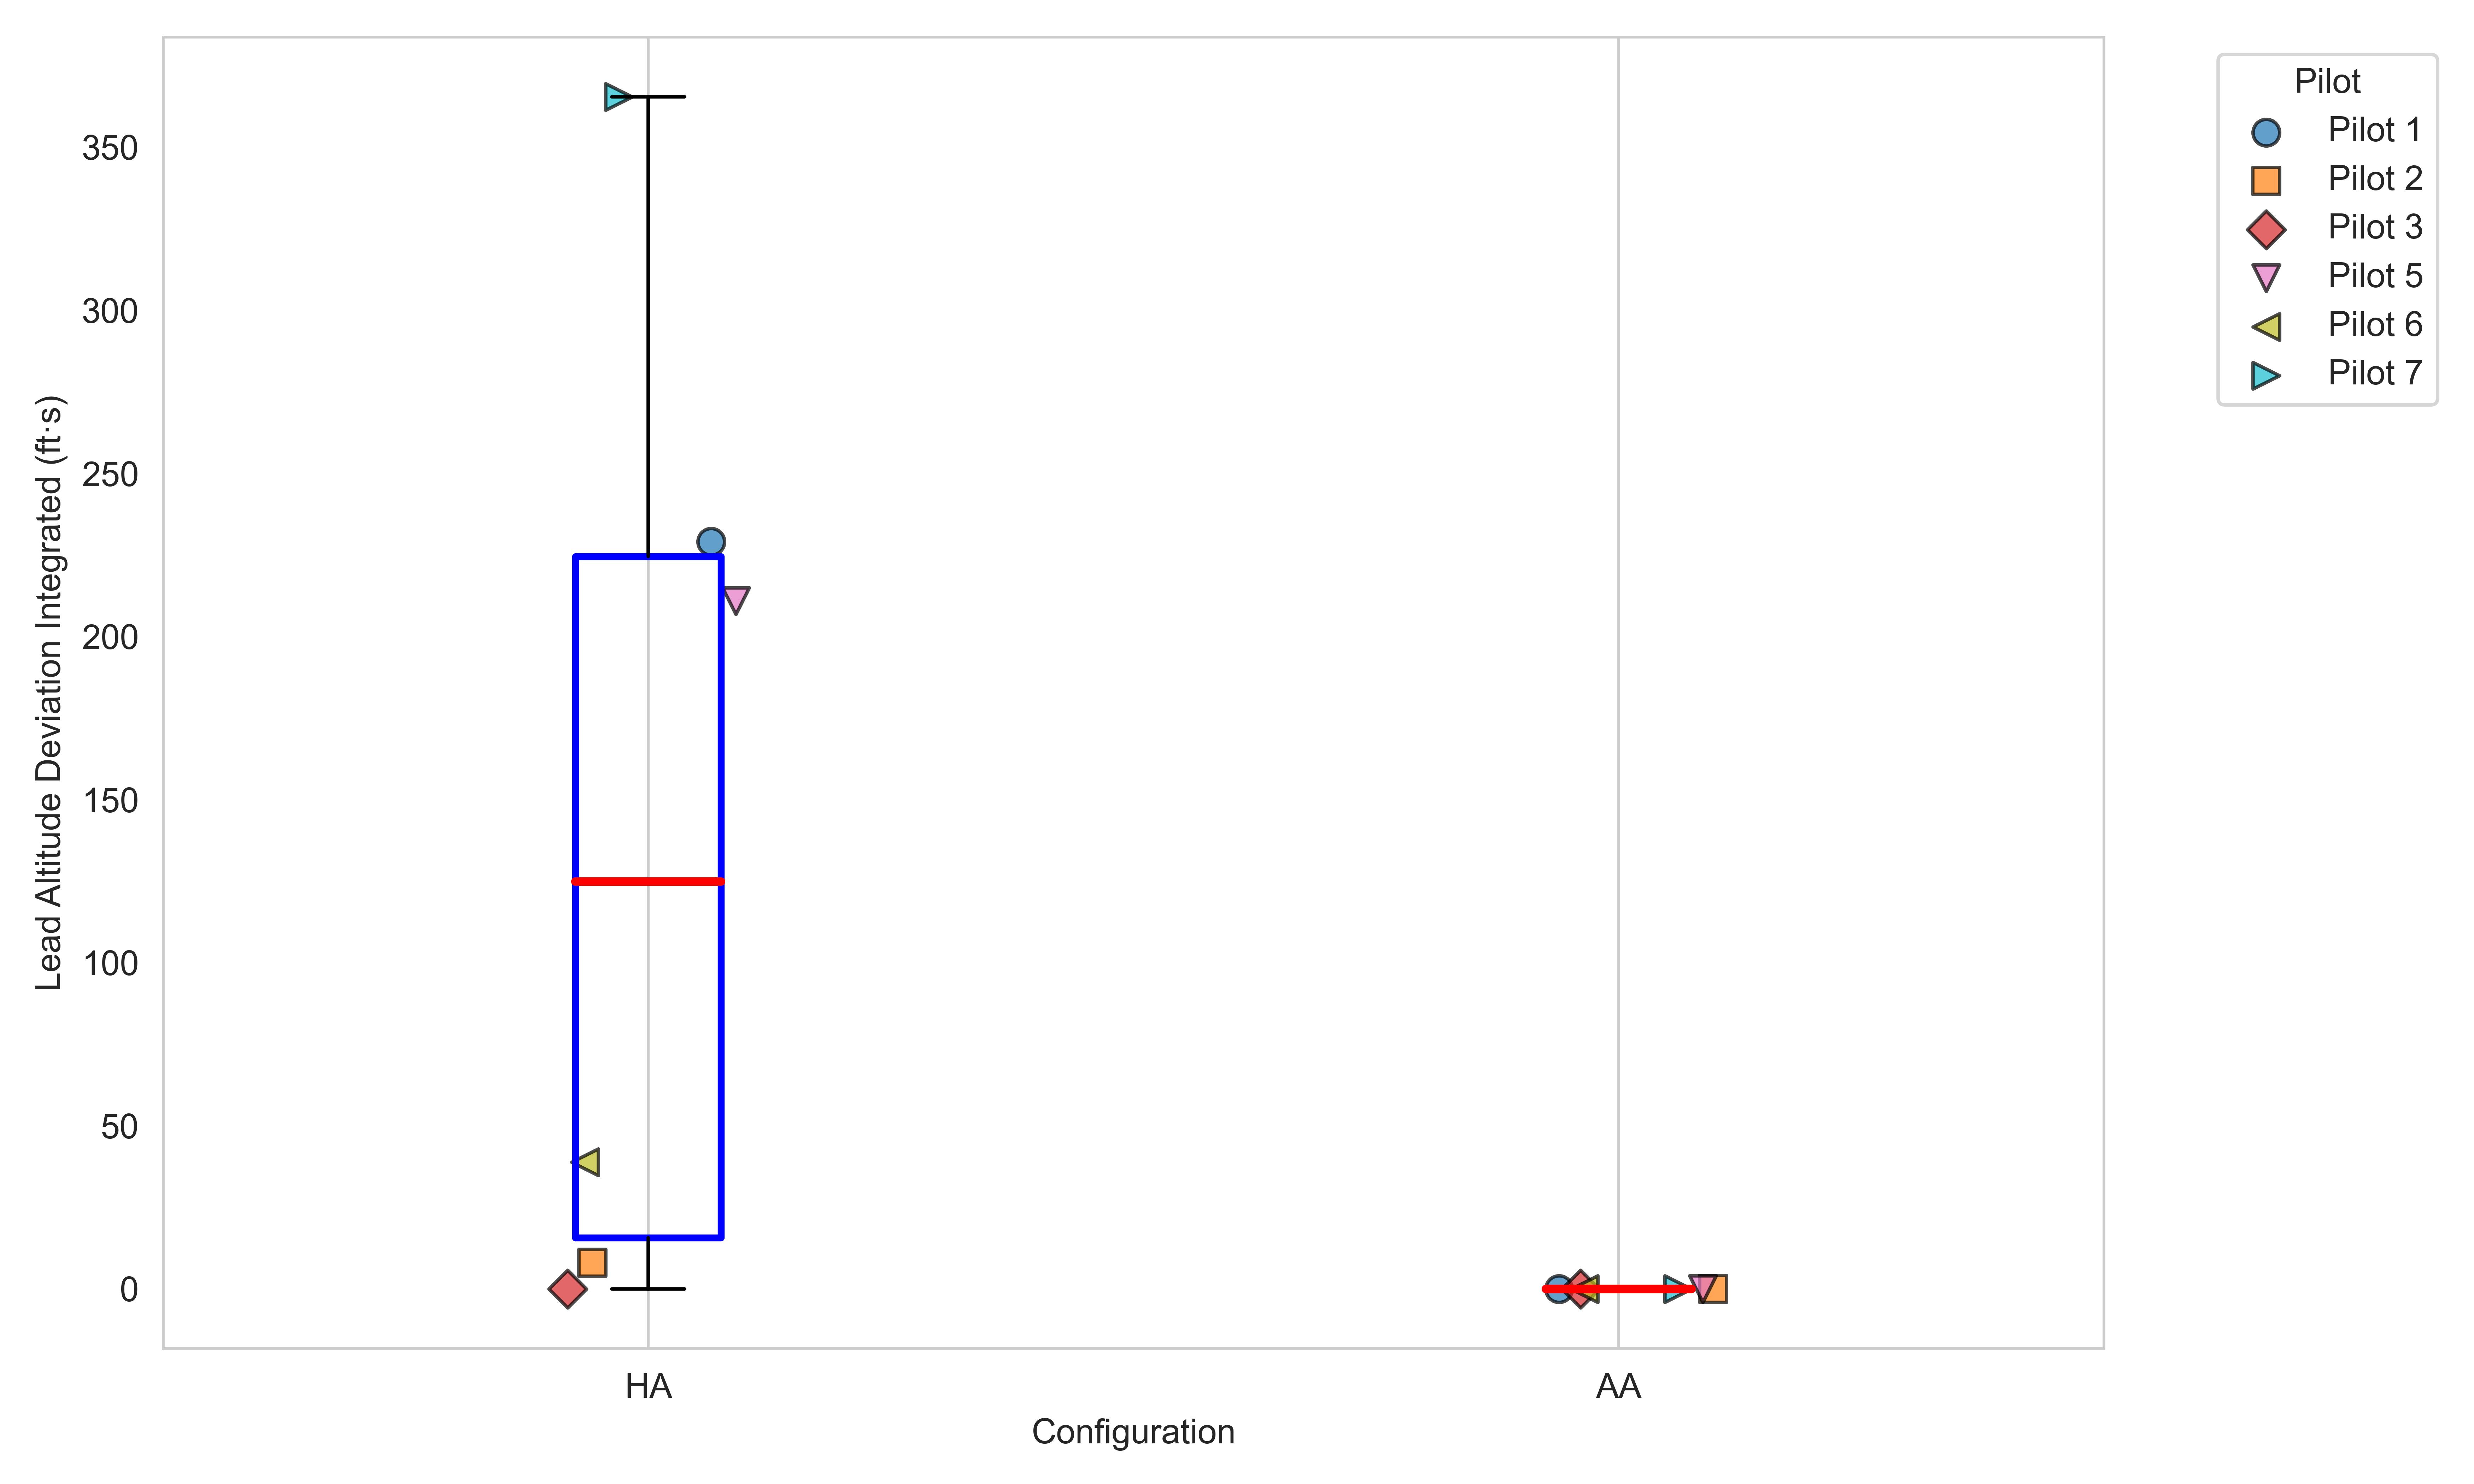 Lead Altitude Deviation Integrated (ft·s)
350
300
250
200
150
100
50
0
HA
AA
Configuration
Pilot
Pilot 1
Pilot 2
Pilot 3
Pilot 5
Pilot 6
Pilot 7